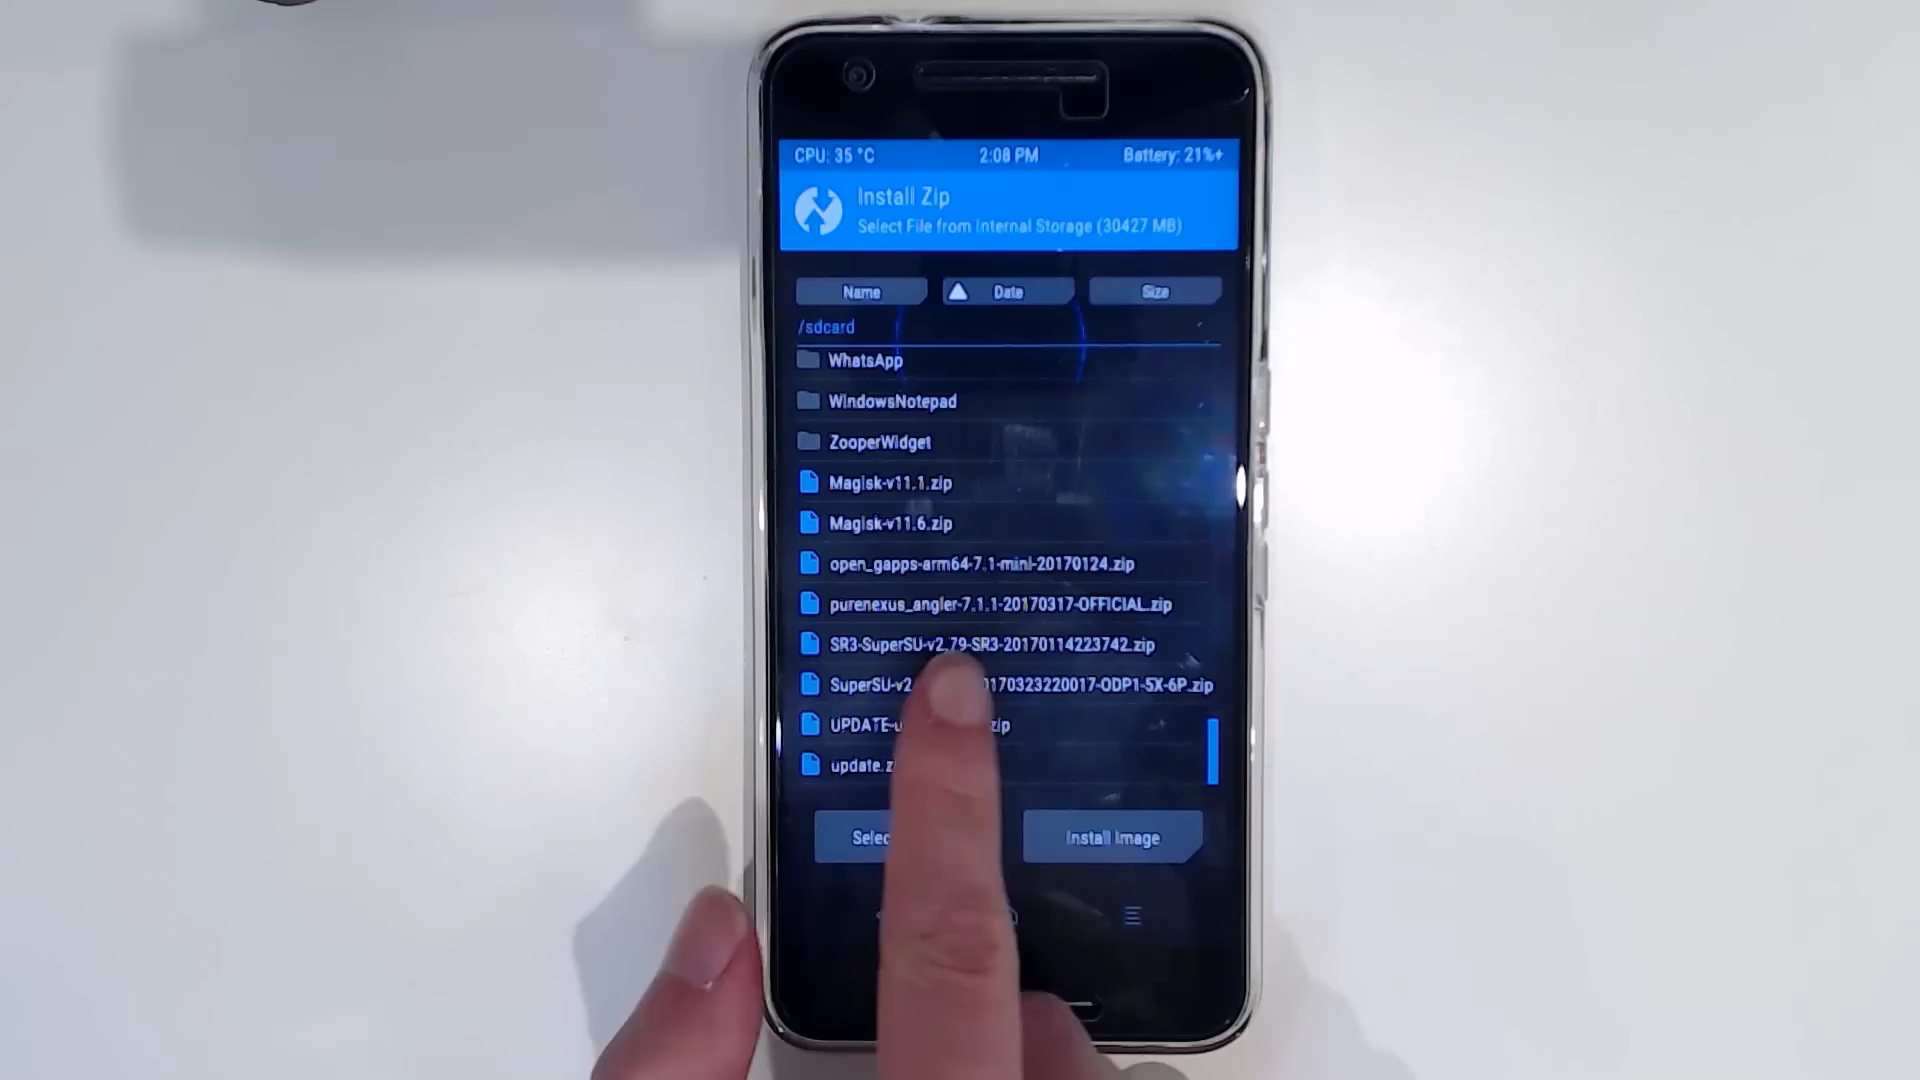 CPU: 35 °C 2:08 PM Battery: 21%+
Install Zip
Select File from Internal Storage (30427 MB)
Name Date Size
/sdcard
WhatsApp
WindowsNotepad
ZooperWidget
Magisk-v11.1.zip
Magisk-v11.6.zip
open_gapps-arm64-7.1-mini-20170124.zip
purenexus_angler-7.1.1-20170317-OFFICIAL.zip
SR3-SuperSU-v2.79-SR3-20170114223742.zip
SuperSU-v2 0170323220017-ODP1-5X-6P.zip
UPDATE- zip
update.z
Selec Install Image